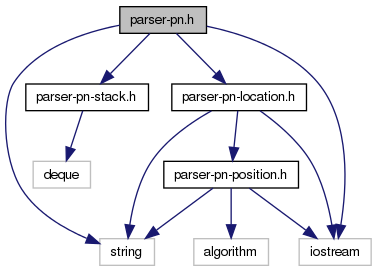 parser-pn.h
parser-pn-stack.h
parser-pn-location.h
deque
parser-pn-position.h
string
algorithm
iostream